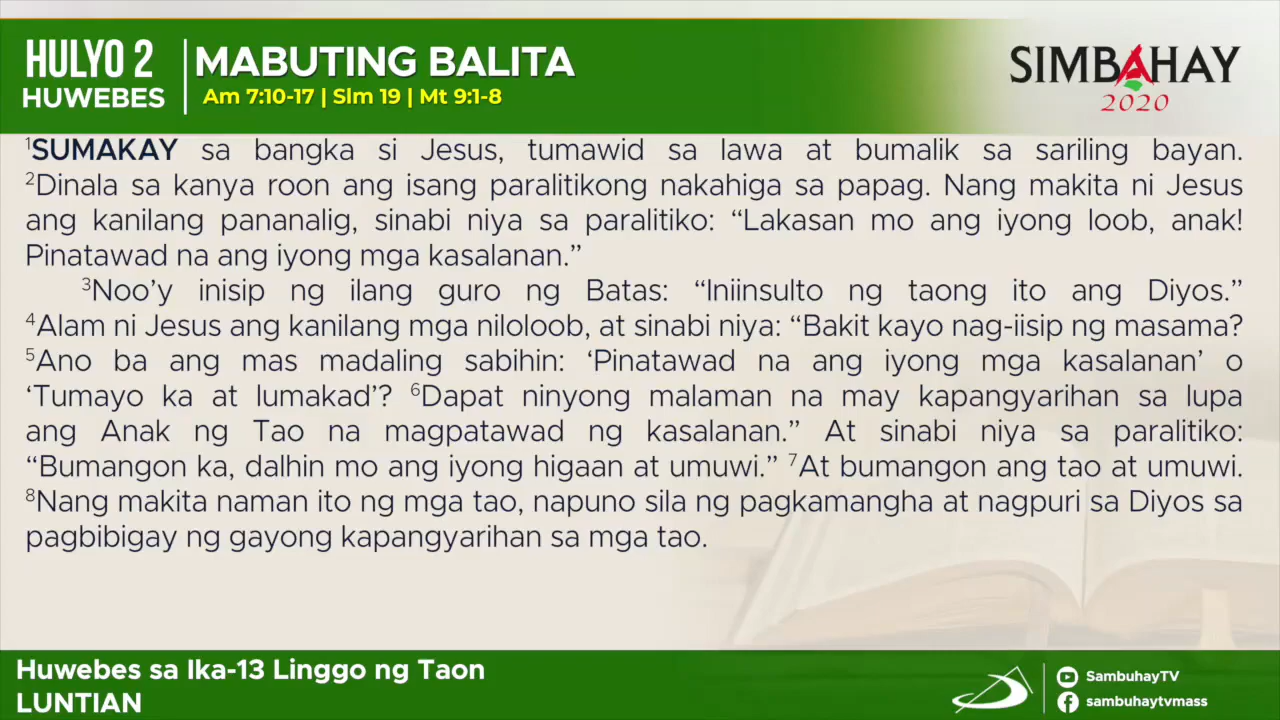 HULYO 2
HUWEBES
MABUTING BALITA
Am 7:10-17 | Slm 19 | Mt 9:1-8
SIMBAHAY
2020
¹SUMAKAY sa bangka si Jesus, tumawid sa lawa at bumalik sa sariling bayan.
²Dinala sa kanya roon ang isang paralitikong nakahiga sa papag. Nang makita ni Jesus
ang kanilang pananalig, sinabi niya sa paralitiko: “Lakasan mo ang iyong loob, anak!
Pinatawad na ang iyong mga kasalanan.”
³Noo’y inisip ng ilang guro ng Batas: “Iniinsulto ng taong ito ang Diyos.”
⁴Alam ni Jesus ang kanilang mga niloloob, at sinabi niya: “Bakit kayo nag-iisip ng masama?
⁵Ano ba ang mas madaling sabihin: ‘Pinatawad na ang iyong mga kasalanan’ o
‘Tumayo ka at lumakad’? ⁶Dapat ninyong malaman na may kapangyarihan sa lupa
ang Anak ng Tao na magpatawad ng kasalanan.” At sinabi niya sa paralitiko:
“Bumangon ka, dalhin mo ang iyong higaan at umuwi.” ⁷At bumangon ang tao at umuwi.
⁸Nang makita naman ito ng mga tao, napuno sila ng pagkamangha at nagpuri sa Diyos sa
pagbibigay ng gayong kapangyarihan sa mga tao.
Huwebes sa Ika-13 Linggo ng Taon
LUNTIAN
SambuhayTV
sambuhaytvmass